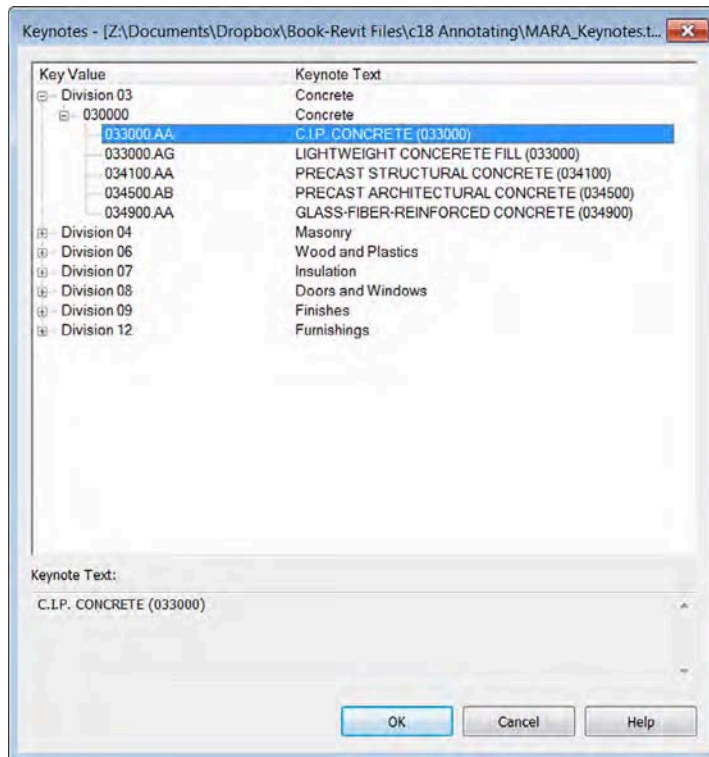 Keynotes - [Z:\Documents\Dropbox\Book-Revit Files\c18 Annotating\MARA_Keynotes.t...
Key Value Keynote Text
Division 03 Concrete
030000 Concrete
033000.AA C.I.P. CONCRETE (033000)
033000.AG LIGHTWEIGHT CONCERETE FILL (033000)
034100.AA PRECAST STRUCTURAL CONCRETE (034100)
034500.AB PRECAST ARCHITECTURAL CONCRETE (034500)
034900.AA GLASS-FIBER-REINFORCED CONCRETE (034900)
Division 04 Masonry
Division 06 Wood and Plastics
Division 07 Insulation
Division 08 Doors and Windows
Division 09 Finishes
Division 12 Furnishings
Keynote Text:
C.I.P. CONCRETE (033000)
OK Cancel Help